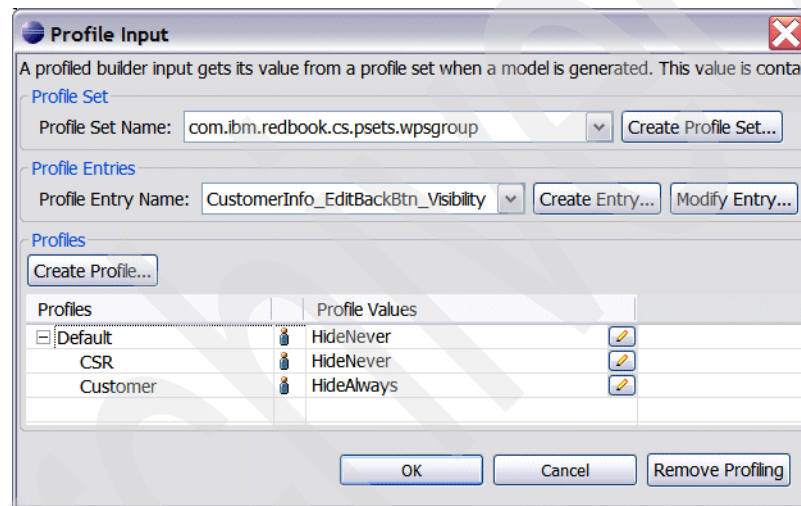 Profile Input
A profiled builder input gets its value from a profile set when a model is generated. This value is conta
Profile Set
Profile Set Name: com.ibm.redbook.cs.psets.wpsgroup Create Profile Set...
Profile Entries
Profile Entry Name: CustomerInfo_EditBackBtn_Visibility Create Entry... Modify Entry...
Profiles
Create Profile...
Profiles Profile Values
Default HideNever
CSR HideNever
Customer HideAlways
OK Cancel Remove Profiling